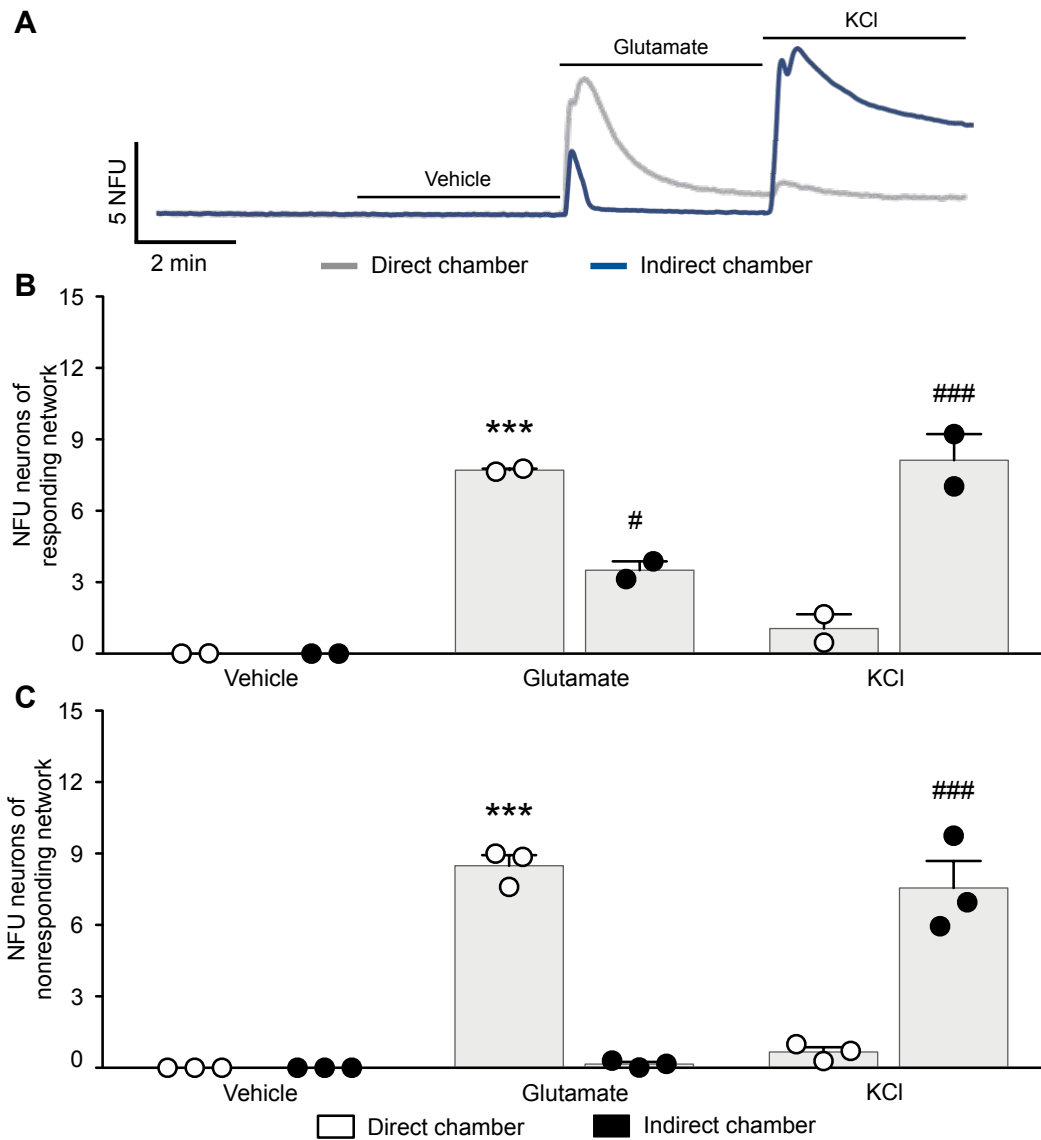 A
KCl
Glutamate
Vehicle
5 NFU
2 min
Direct chamber
Indirect chamber
B
NFU neurons of
responding network
15
12
9
6
3
0
***
#
###
Vehicle
Glutamate
KCl
C
NFU neurons of
nonresponding network
15
12
9
6
3
0
***
###
Vehicle
Glutamate
KCl
Direct chamber
Indirect chamber